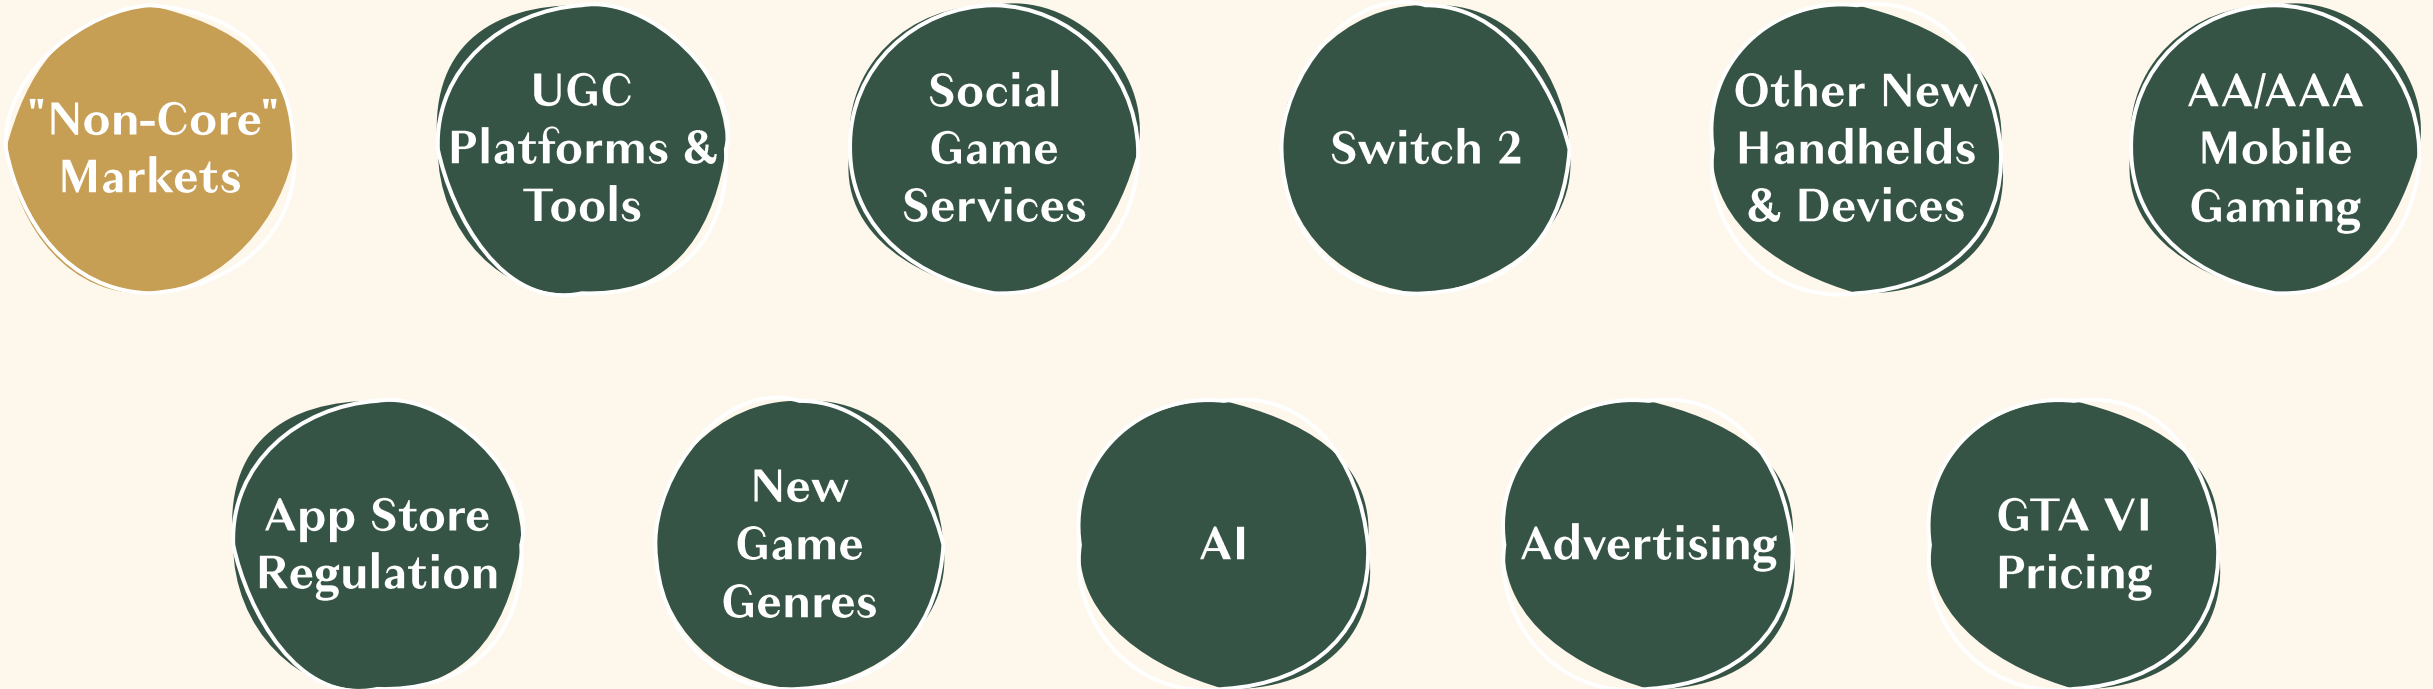 "Non-Core"
Markets
UGC
Platforms &
Tools
Social
Game
Services
Switch 2
Other New
Handhelds
& Devices
AA/AAA
Mobile
Gaming
App Store
Regulation
New
Game
Genres
AI
Advertising
GTA VI
Pricing